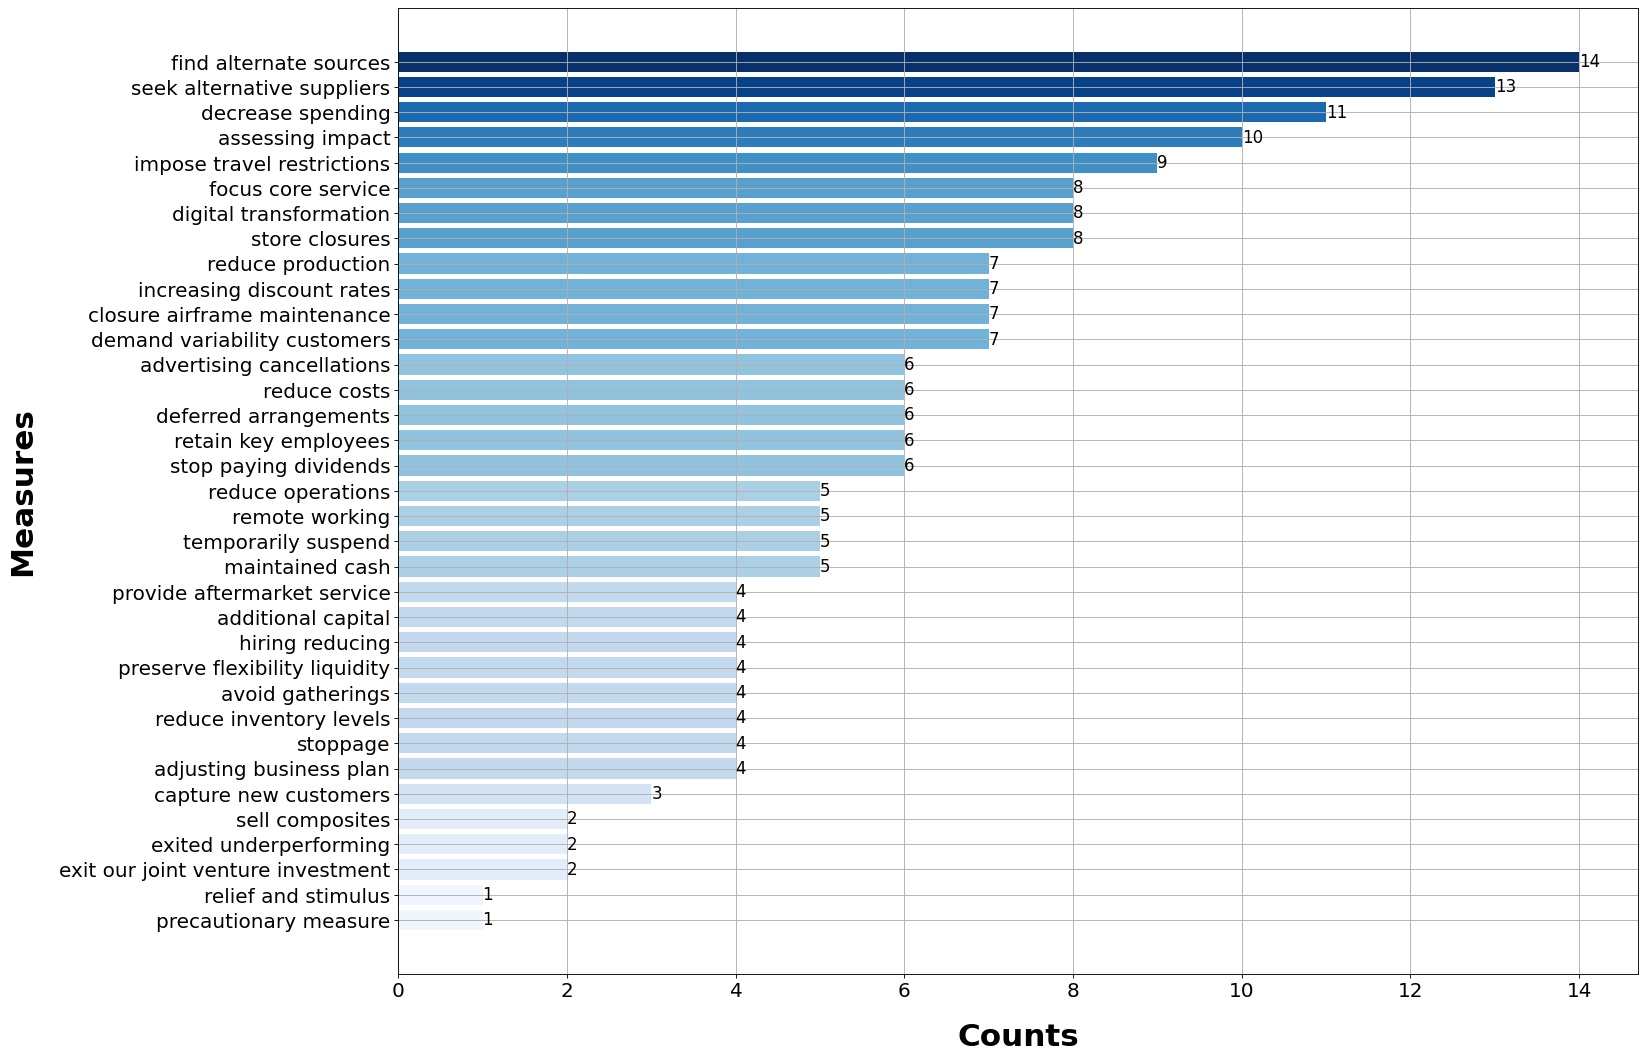 find alternate sources 14
seek alternative suppliers 13
decrease spending 11
assessing impact 10
impose travel restrictions 9
focus core service 8
digital transformation 8
store closures 8
reduce production 7
increasing discount rates 7
closure airframe maintenance 7
demand variability customers 7
advertising cancellations 6
reduce costs 6
deferred arrangements 6
retain key employees 6
stop paying dividends 6
reduce operations 5
remote working 5
temporarily suspend 5
maintained cash 5
provide aftermarket service 4
additional capital 4
hiring reducing 4
preserve flexibility liquidity 4
avoid gatherings 4
reduce inventory levels 4
stoppage 4
adjusting business plan 4
capture new customers 3
sell composites 2
exited underperforming 2
exit our joint venture investment 2
relief and stimulus 1
precautionary measure 1
Measures
0 2 4 6 8 10 12 14
Counts